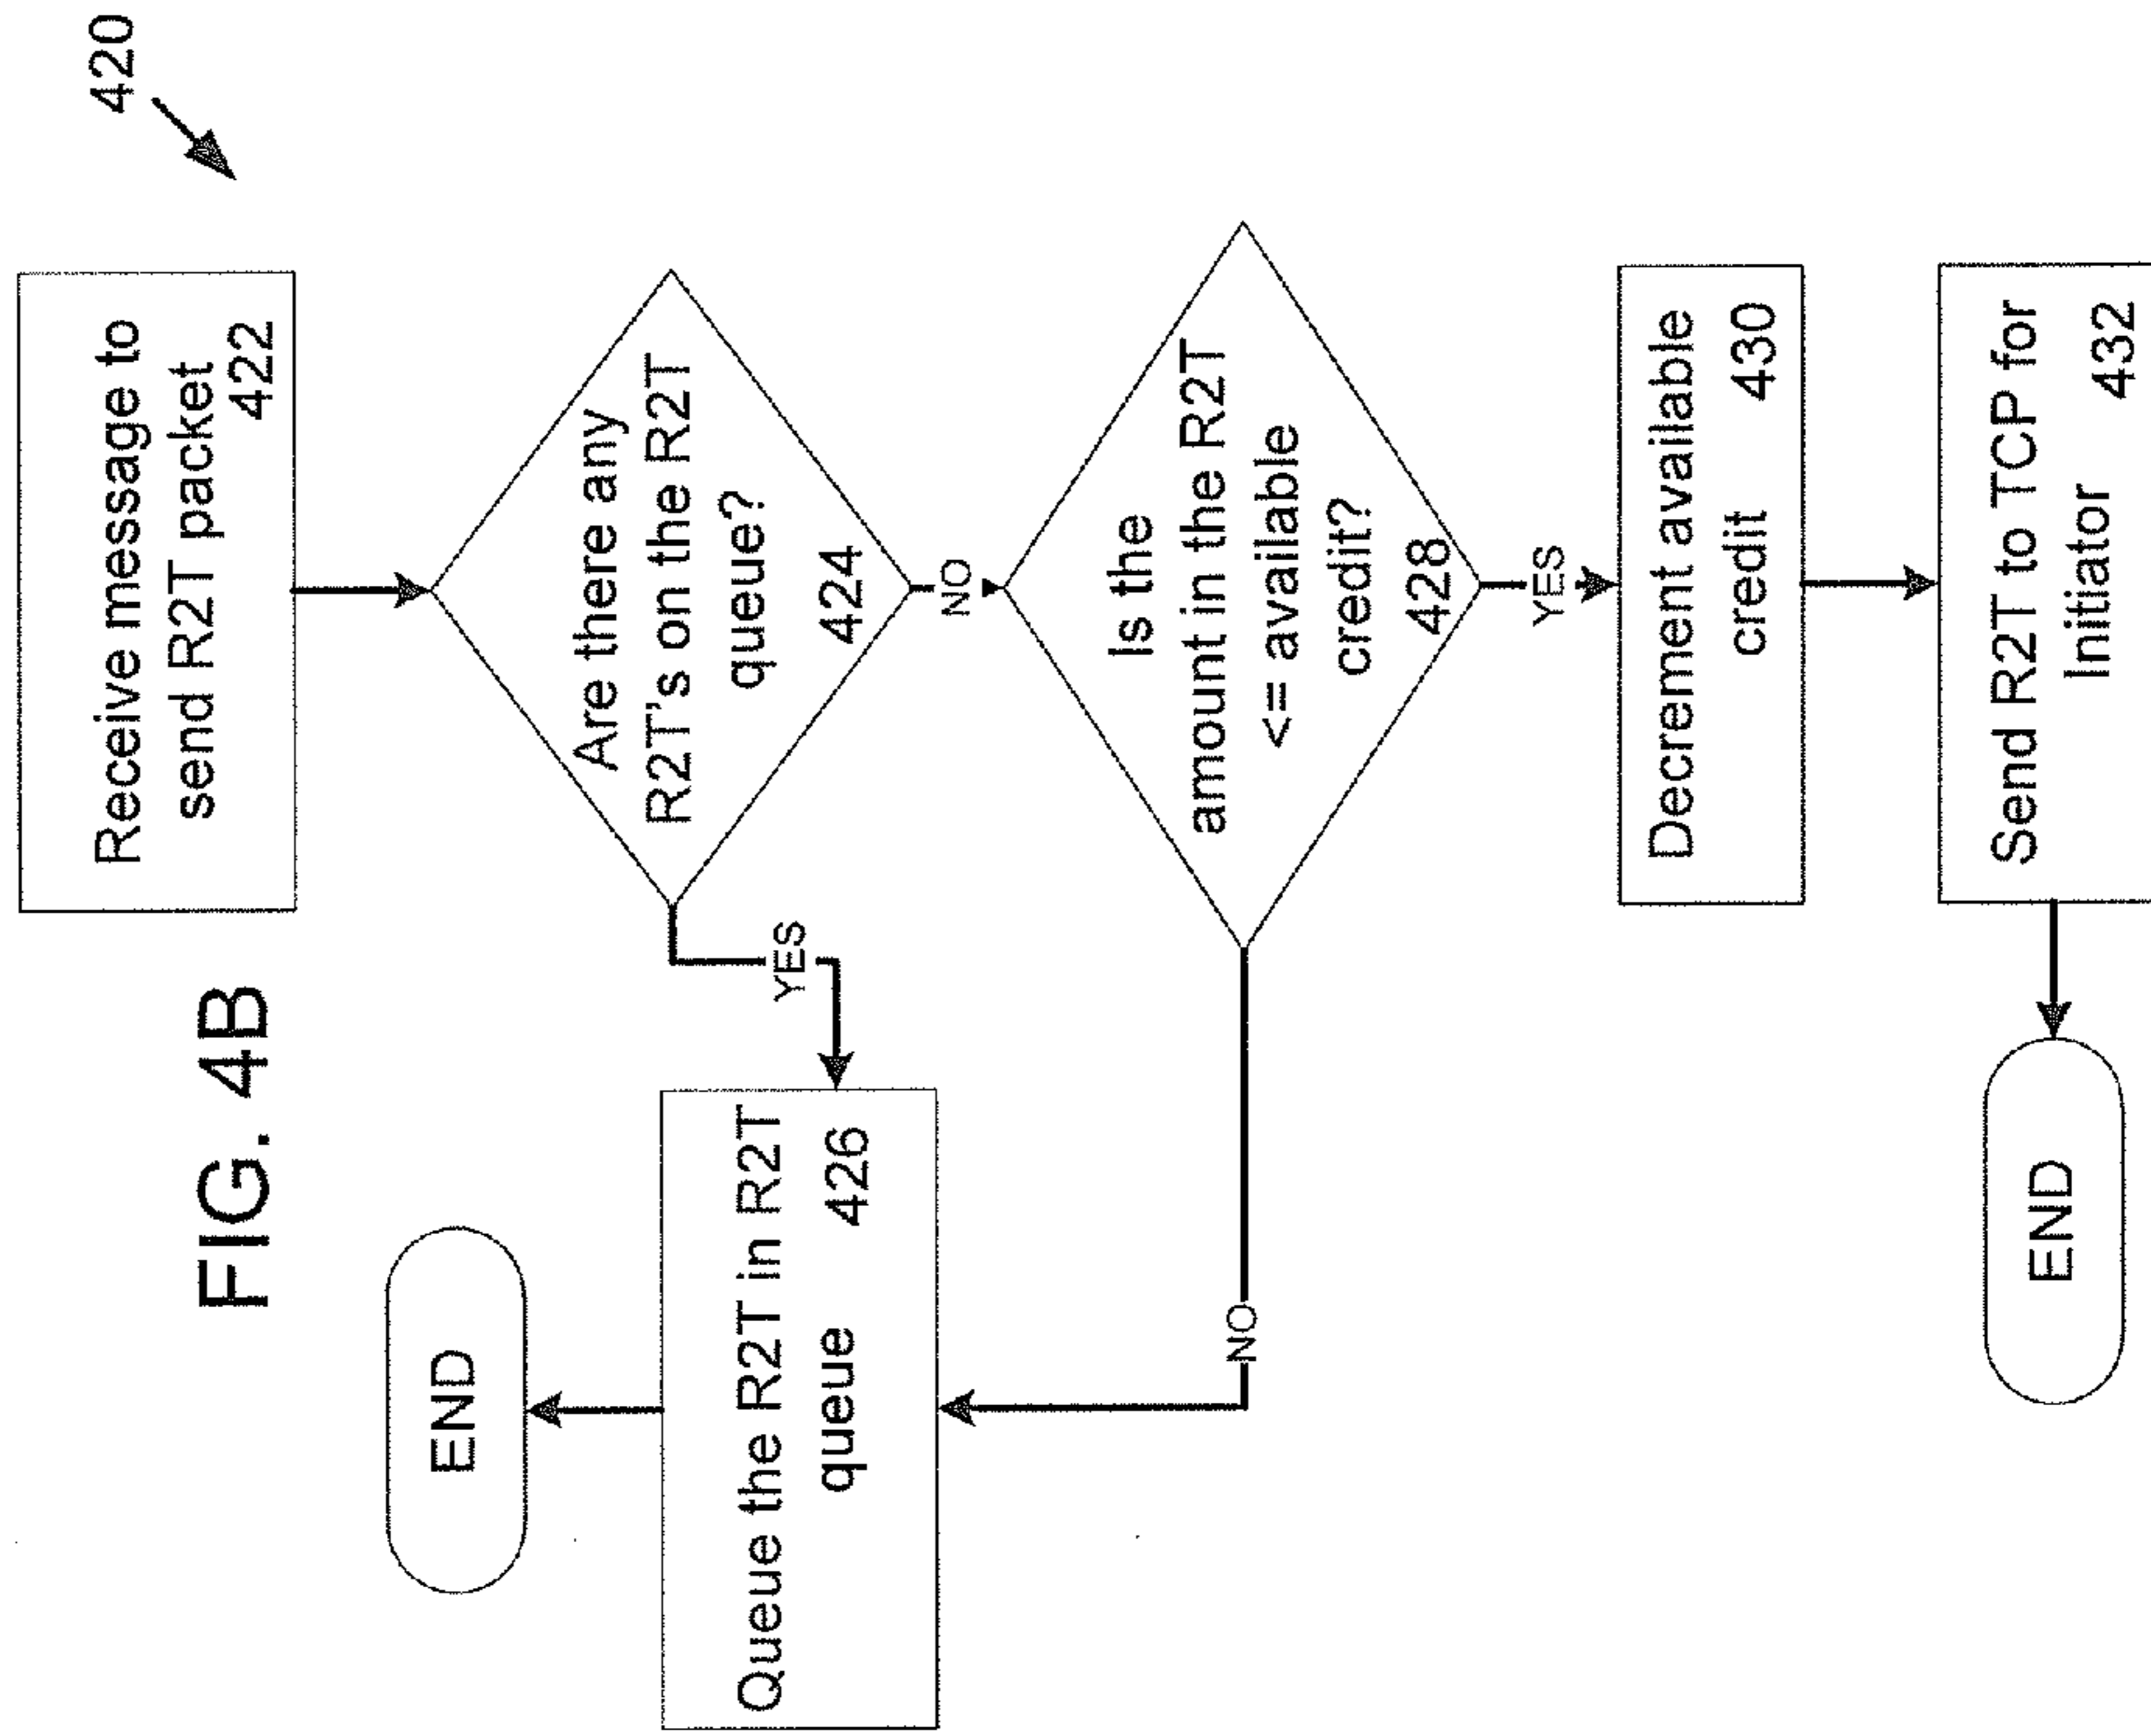 FIG. 4B
420
Receive message to
send R2T packet
422
Are there any
R2T's on the R2T
queue?
424
YES
NO
Queue the R2T in R2T
queue
426
END
Is the
amount in the R2T
<= available
credit?
428
NO
YES
Decrement available
credit
430
Send R2T to TCP for
Initiator
432
END